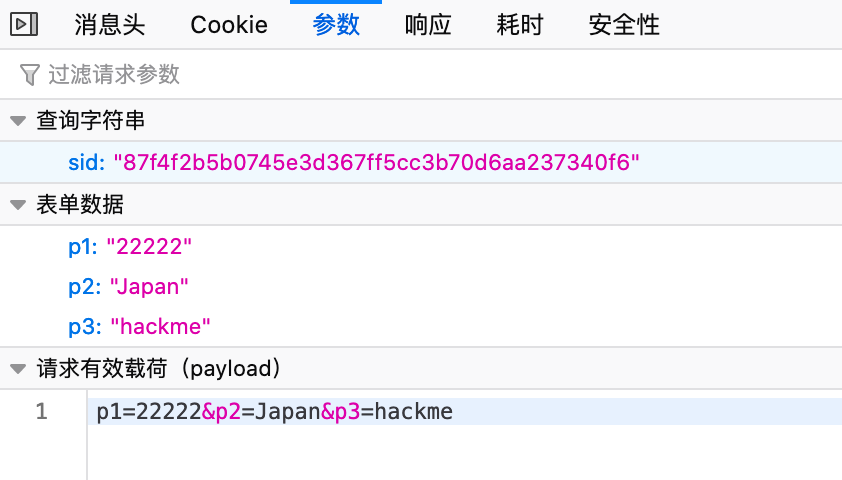 消息头 Cookie 参数 响应 耗时 安全性
过滤请求参数
查询字符串
sid: "87f4f2b5b0745e3d367ff5cc3b70d6aa237340f6"
表单数据
p1: "22222"
p2: "Japan"
p3: "hackme"
请求有效载荷（payload）
1 p1=22222&p2=Japan&p3=hackme